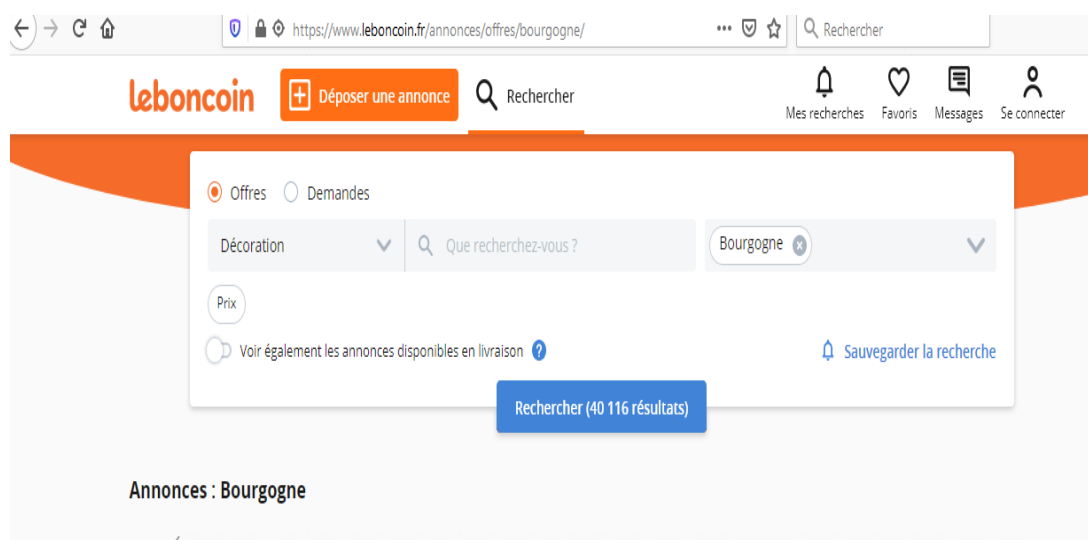 https://www.leboncoin.fr/annonces/offres/bourgogne/
Rechercher
leboncoin
Déposer une annonce
Rechercher
Mes recherches
Favoris
Messages
Se connecter
Offres
Demandes
Décoration
Que recherchez-vous ?
Bourgogne
Prix
Voir également les annonces disponibles en livraison ?
Sauvegarder la recherche
Rechercher (40 116 résultats)
Annonces : Bourgogne